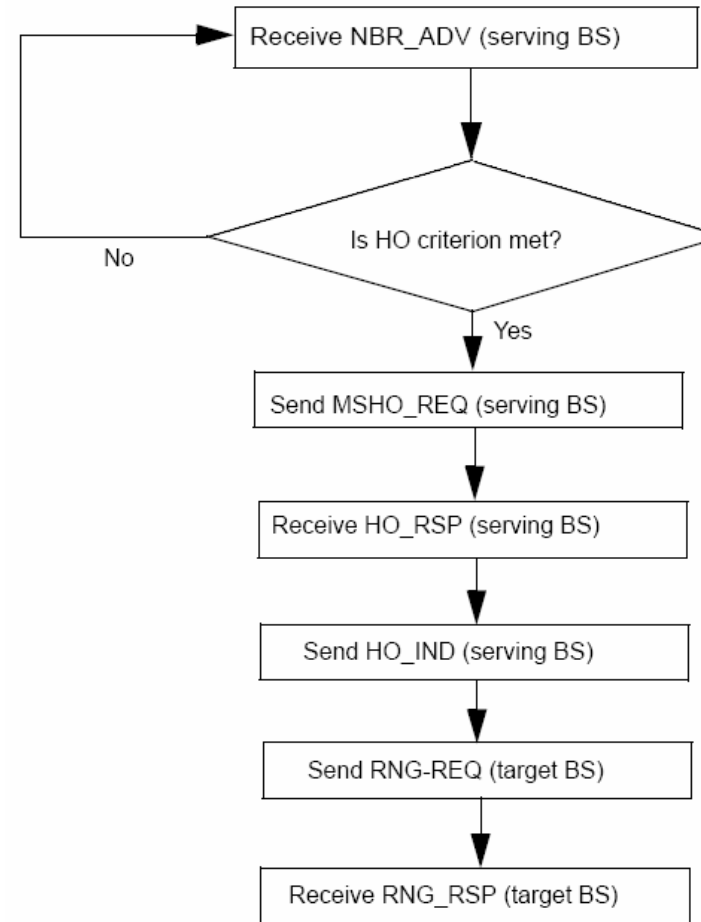 Receive NBR_ADV (serving BS)
Is HO criterion met?
No
Yes
Send MSHO_REQ (serving BS)
Receive HO_RSP (serving BS)
Send HO_IND (serving BS)
Send RNG-REQ (target BS)
Receive RNG_RSP (target BS)